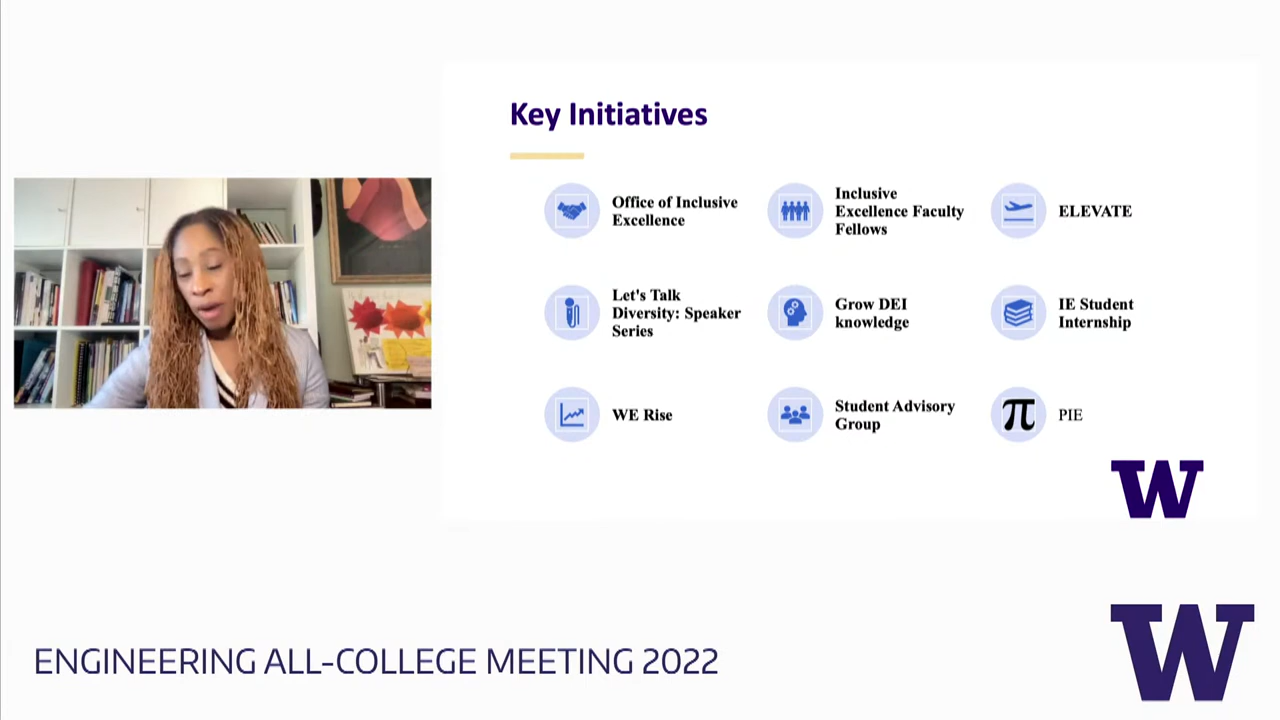 Key Initiatives
Office of Inclusive
Excellence
Inclusive
Excellence Faculty
Fellows
ELEVATE
Let's Talk
Diversity: Speaker
Series
Grow DEI
knowledge
IE Student
Internship
WE Rise
Student Advisory
Group
π
PIE
W
ENGINEERING ALL-COLLEGE MEETING 2022
W